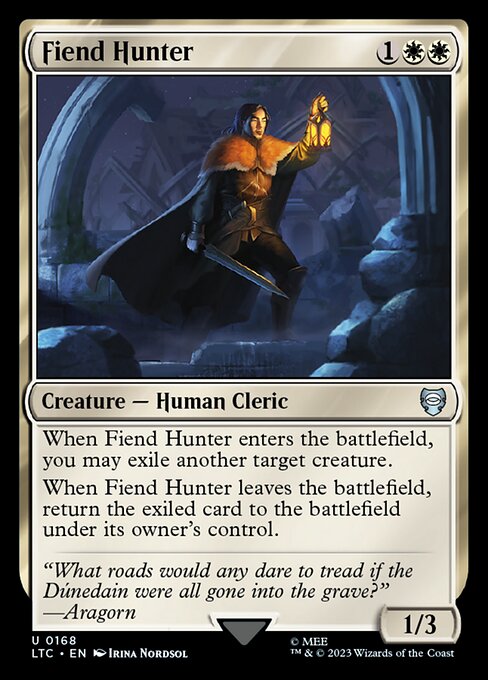 Fiend Hunter 1
Creature — Human Cleric
When Fiend Hunter enters the battlefield,
you may exile another target creature.
When Fiend Hunter leaves the battlefield,
return the exiled card to the battlefield
under its owner's control.
“What roads would any dare to tread if the
Dúnedain were all gone into the grave?”
—Aragorn
1/3
U 0168
LTC • EN Irina Nordsol
© MEE
™ & © 2023 Wizards of the Coast